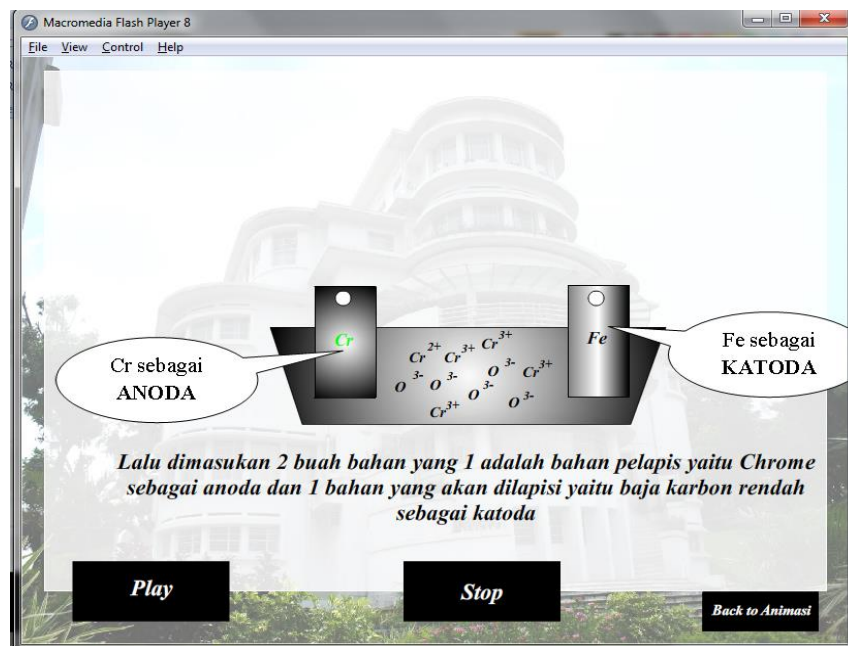 Macromedia Flash Player 8
File View Control Help
Cr
Fe
Cr²⁺ Cr³⁺ Cr³⁺
O³⁻ O³⁻ O³⁻ Cr³⁺
Cr³⁺ O³⁻ O³⁻
Cr sebagai
ANODA
Fe sebagai
KATODA
Lalu dimasukan 2 buah bahan yang 1 adalah bahan pelapis yaitu Chrome
sebagai anoda dan 1 bahan yang akan dilapisi yaitu baja karbon rendah
sebagai katoda
Play
Stop
Back to Animasi